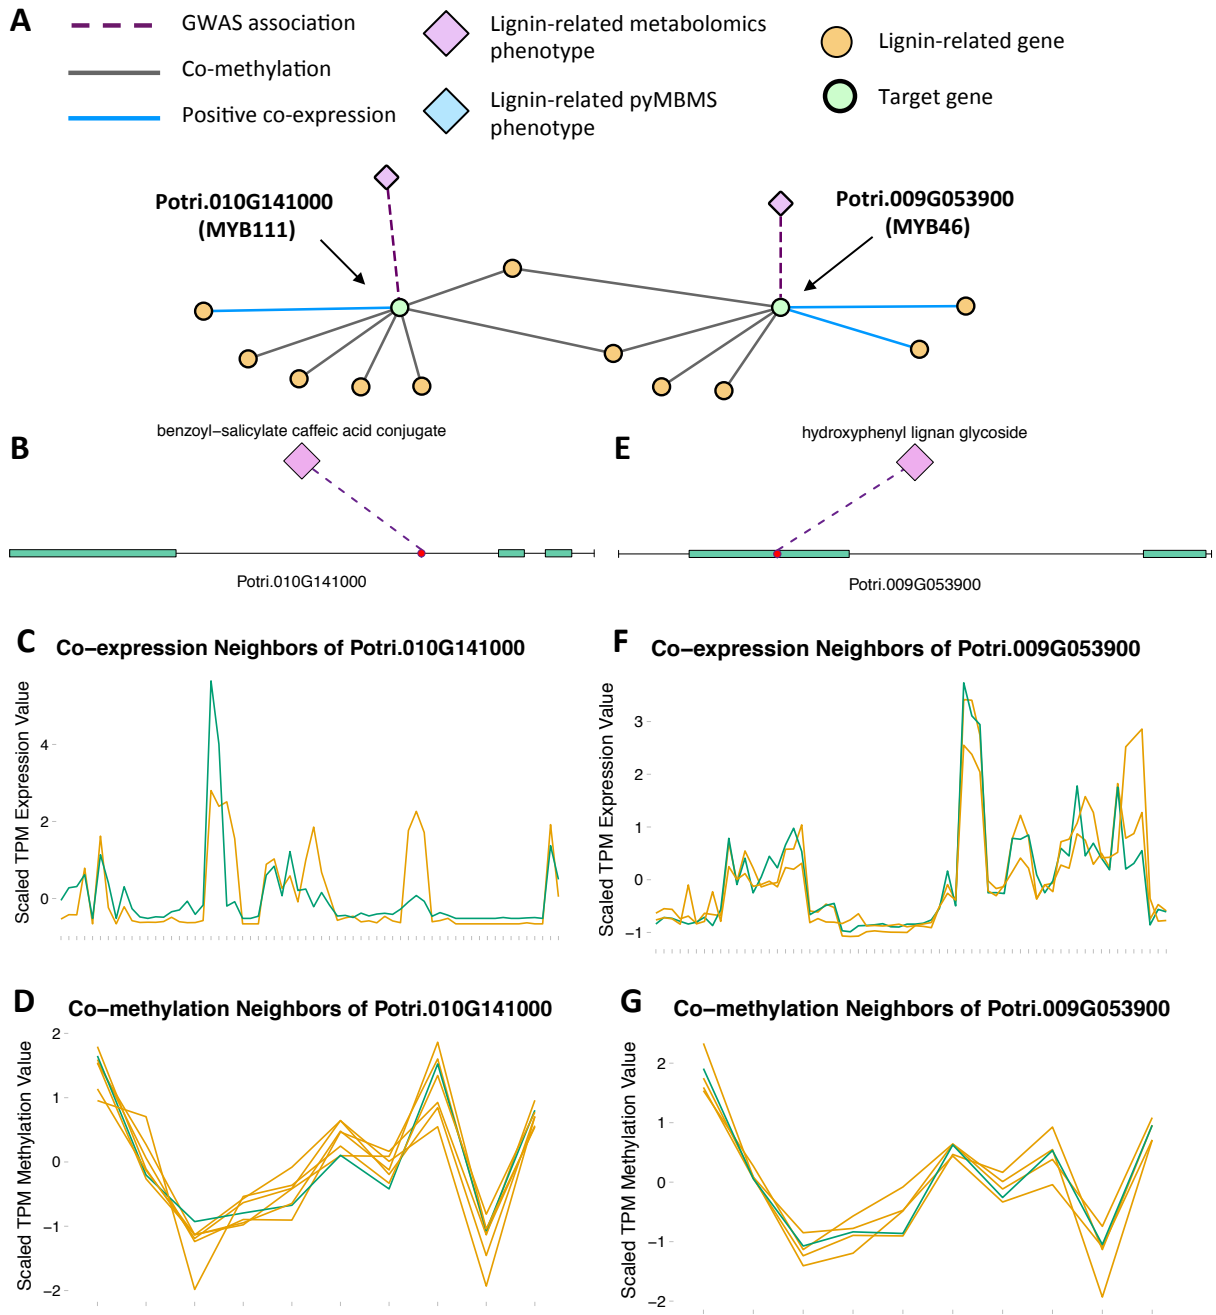 A
GWAS association
Co-methylation
Positive co-expression
Lignin-related metabolomics
phenotype
Lignin-related pyMBMS
phenotype
Lignin-related gene
Target gene
Potri.010G141000
(MYB111)
Potri.009G053900
(MYB46)
B
benzoyl−salicylate caffeic acid conjugate
Potri.010G141000
E
hydroxyphenyl lignan glycoside
Potri.009G053900
C
Co−expression Neighbors of Potri.010G141000
Scaled TPM Expression Value
4
2
0
F
Co−expression Neighbors of Potri.009G053900
Scaled TPM Expression Value
3
2
1
0
−1
D
Co−methylation Neighbors of Potri.010G141000
Scaled TPM Methylation Value
2
1
0
−1
−2
G
Co−methylation Neighbors of Potri.009G053900
Scaled TPM Methylation Value
2
1
0
−1
−2